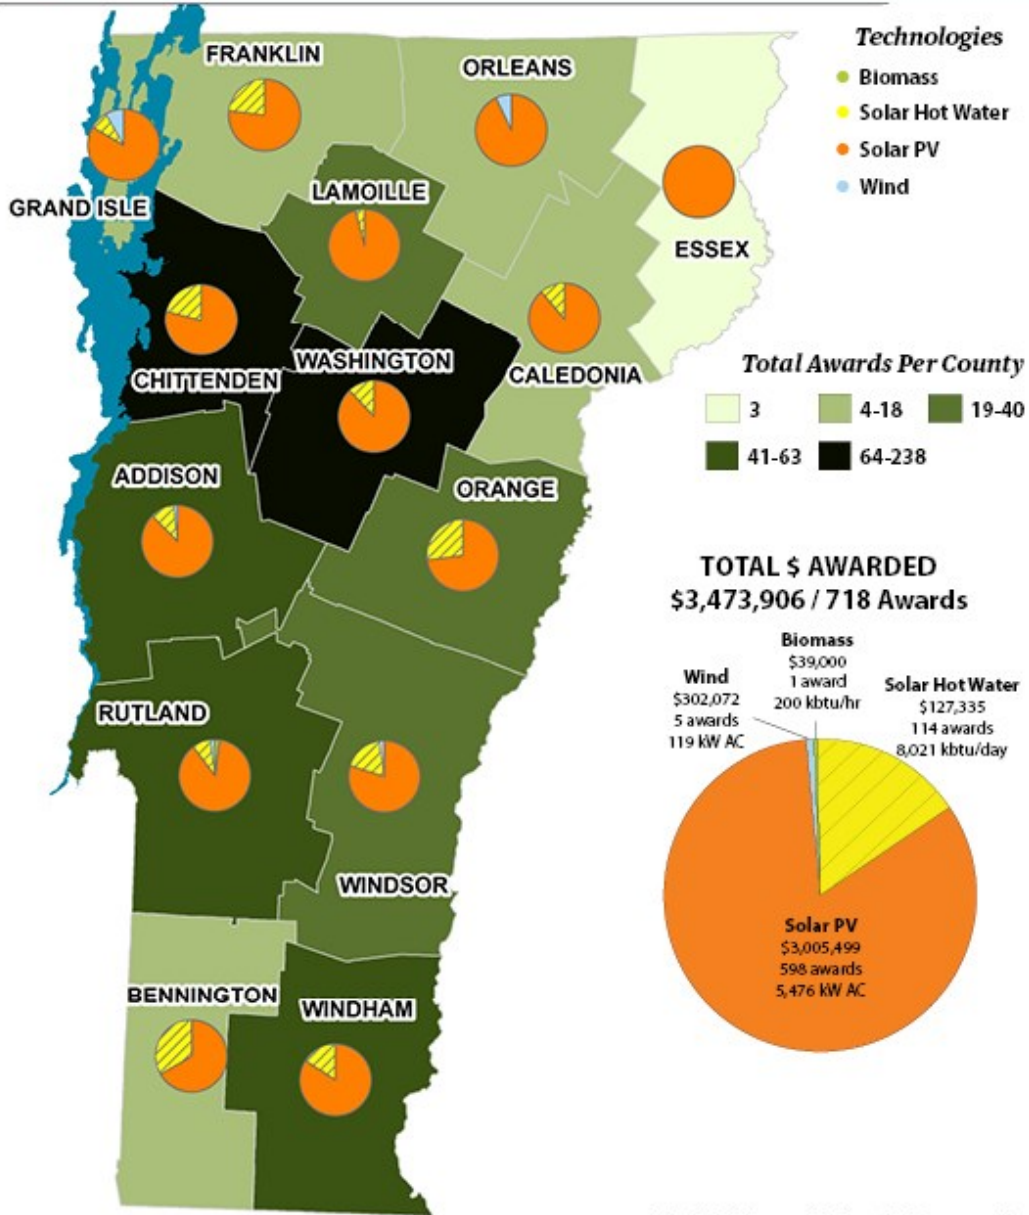 FRANKLIN
ORLEANS
GRAND ISLE
LAMOILLE
ESSEX
CHITTENDEN
WASHINGTON
CALEDONIA
ADDISON
ORANGE
RUTLAND
WINDSOR
BENNINGTON
WINDHAM
Technologies
Biomass
Solar Hot Water
Solar PV
Wind
Total Awards Per County
3
4-18
19-40
41-63
64-238
TOTAL $ AWARDED
$3,473,906 / 718 Awards
Biomass
$39,000
1 award
200 kbtu/hr
Wind
$302,072
5 awards
119 kW AC
Solar Hot Water
$127,335
114 awards
8,021 kbtu/day
Solar PV
$3,005,499
598 awards
5,476 kW AC